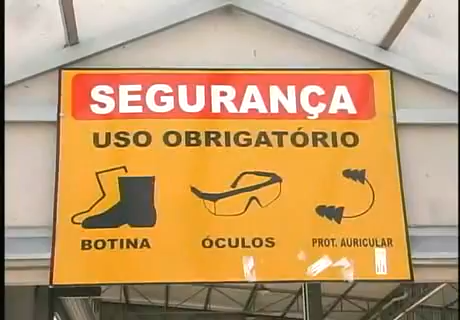 SEGURANÇA
USO OBRIGATÓRIO
BOTINA ÓCULOS PROT. AURICULAR